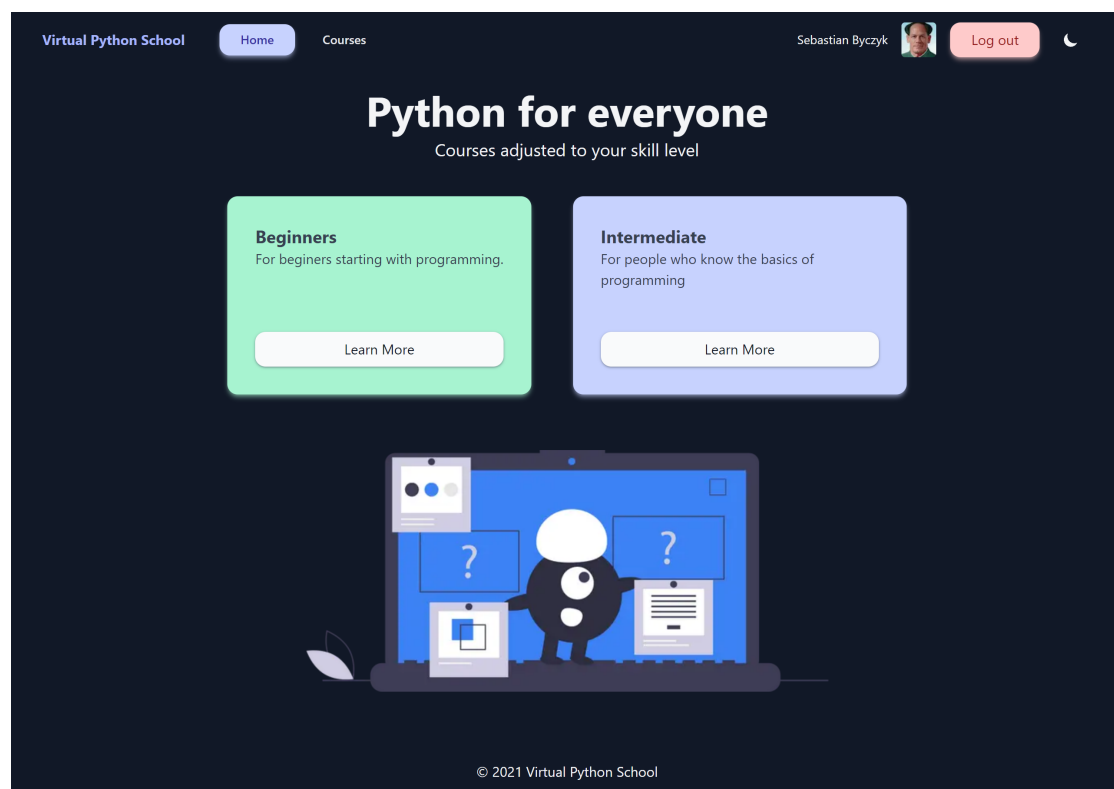 Virtual Python School
Home
Courses
Sebastian Byczyk
Log out
Python for everyone
Courses adjusted to your skill level
Beginners
For beginers starting with programming.
Learn More
Intermediate
For people who know the basics of
programming
Learn More
?
?
© 2021 Virtual Python School